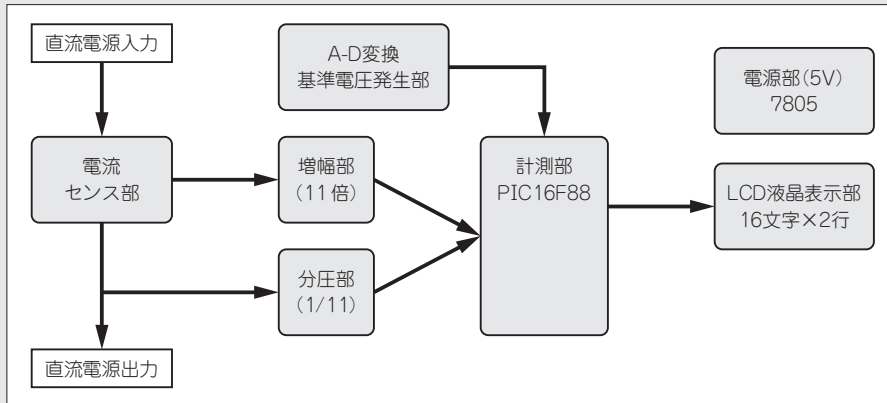 直流電源入力
A-D変換
基準電圧発生部
電源部(5V)
7805
電流
センス部
増幅部
(11倍)
計測部
PIC16F88
LCD液晶表示部
16文字×2行
分圧部
(1/11)
直流電源出力